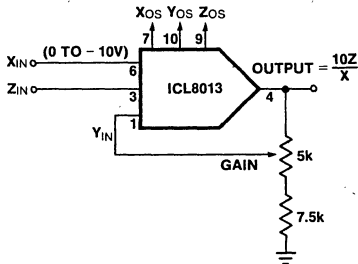 XOS YOS ZOS
7 10 9
XIN (0 TO – 10V)
6
OUTPUT = 10Z/X
ZIN
3
ICL8013
4
1
YIN
GAIN
5k
7.5k